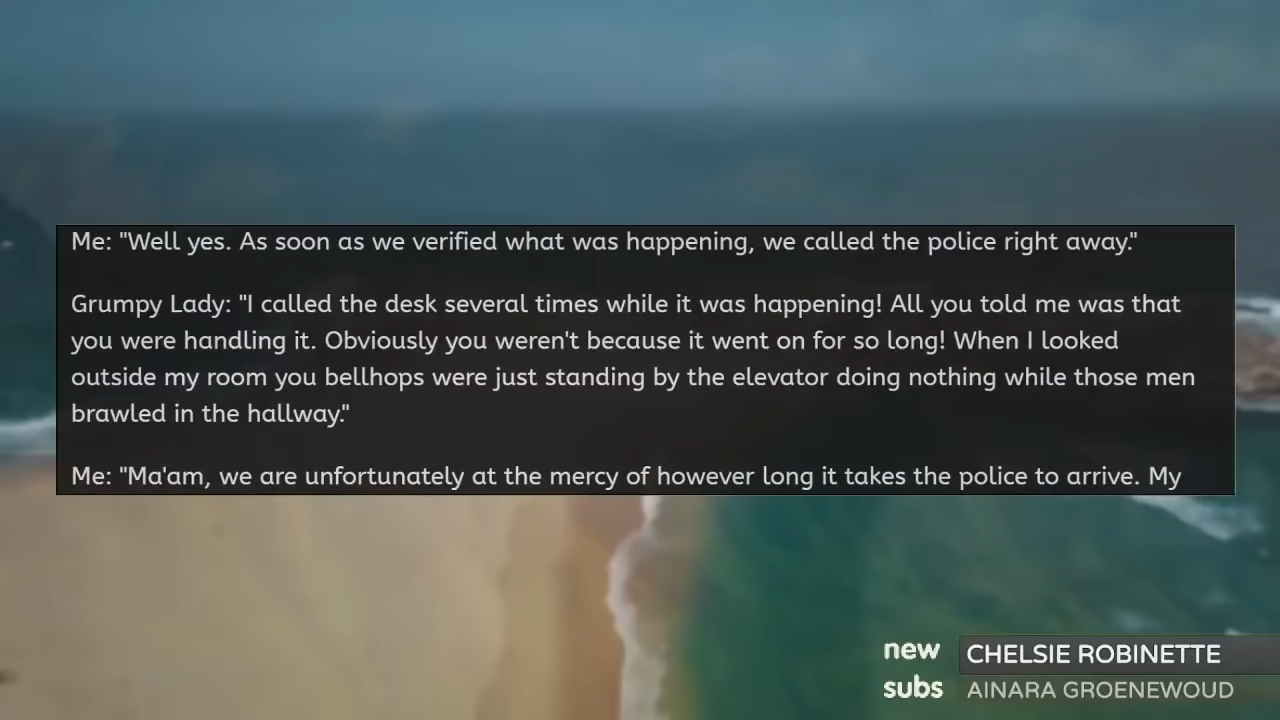 Me: "Well yes. As soon as we verified what was happening, we called the police right away."
Grumpy Lady: "I called the desk several times while it was happening! All you told me was that
you were handling it. Obviously you weren't because it went on for so long! When I looked
outside my room you bellhops were just standing by the elevator doing nothing while those men
brawled in the hallway."
Me: "Ma'am, we are unfortunately at the mercy of however long it takes the police to arrive. My
new
CHELSIE ROBINETTE
subs
AINARA GROENEWOUD